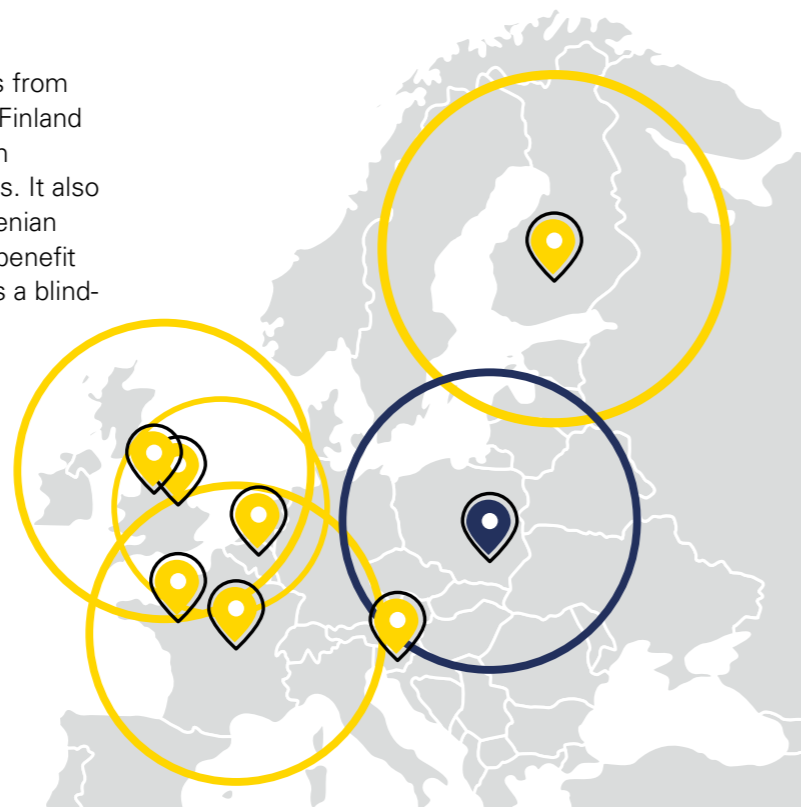 s from
Finland
n
s. It also
enian
benefit
s a blind-